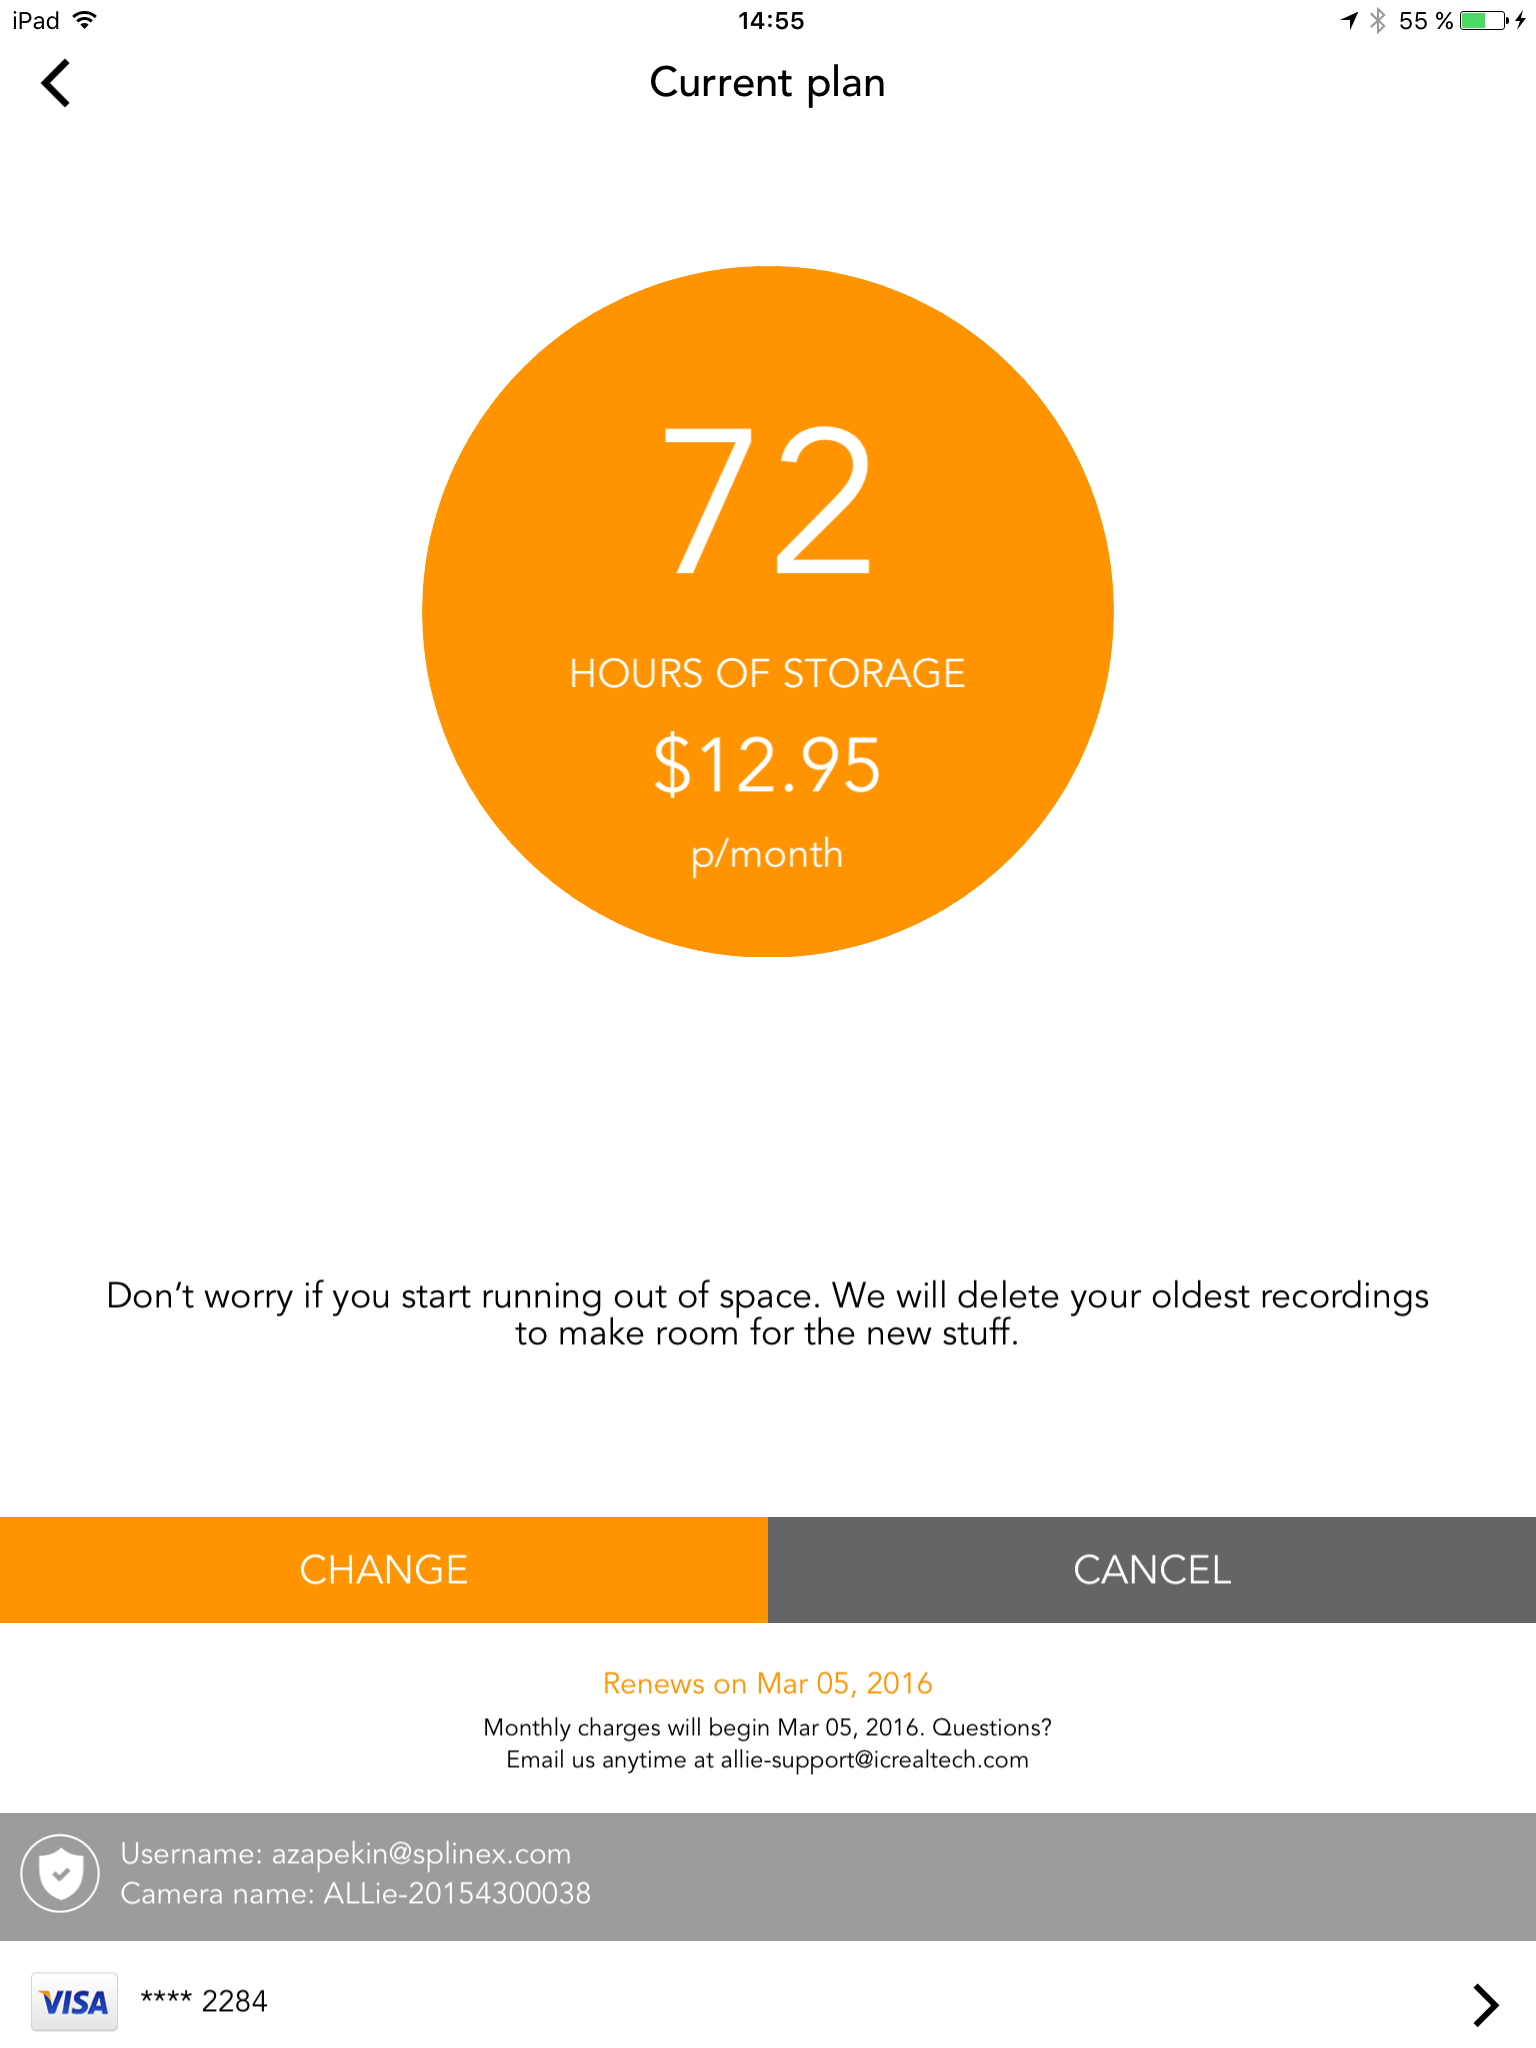 iPad 14:55 55 %
Current plan
72
HOURS OF STORAGE
$12.95
p/month
Don’t worry if you start running out of space. We will delete your oldest recordings
to make room for the new stuff.
CHANGE CANCEL
Renews on Mar 05, 2016
Monthly charges will begin Mar 05, 2016. Questions?
Email us anytime at allie-support@icrealtech.com
Username: azapekin@splinex.com
Camera name: ALLie-20154300038
VISA **** 2284